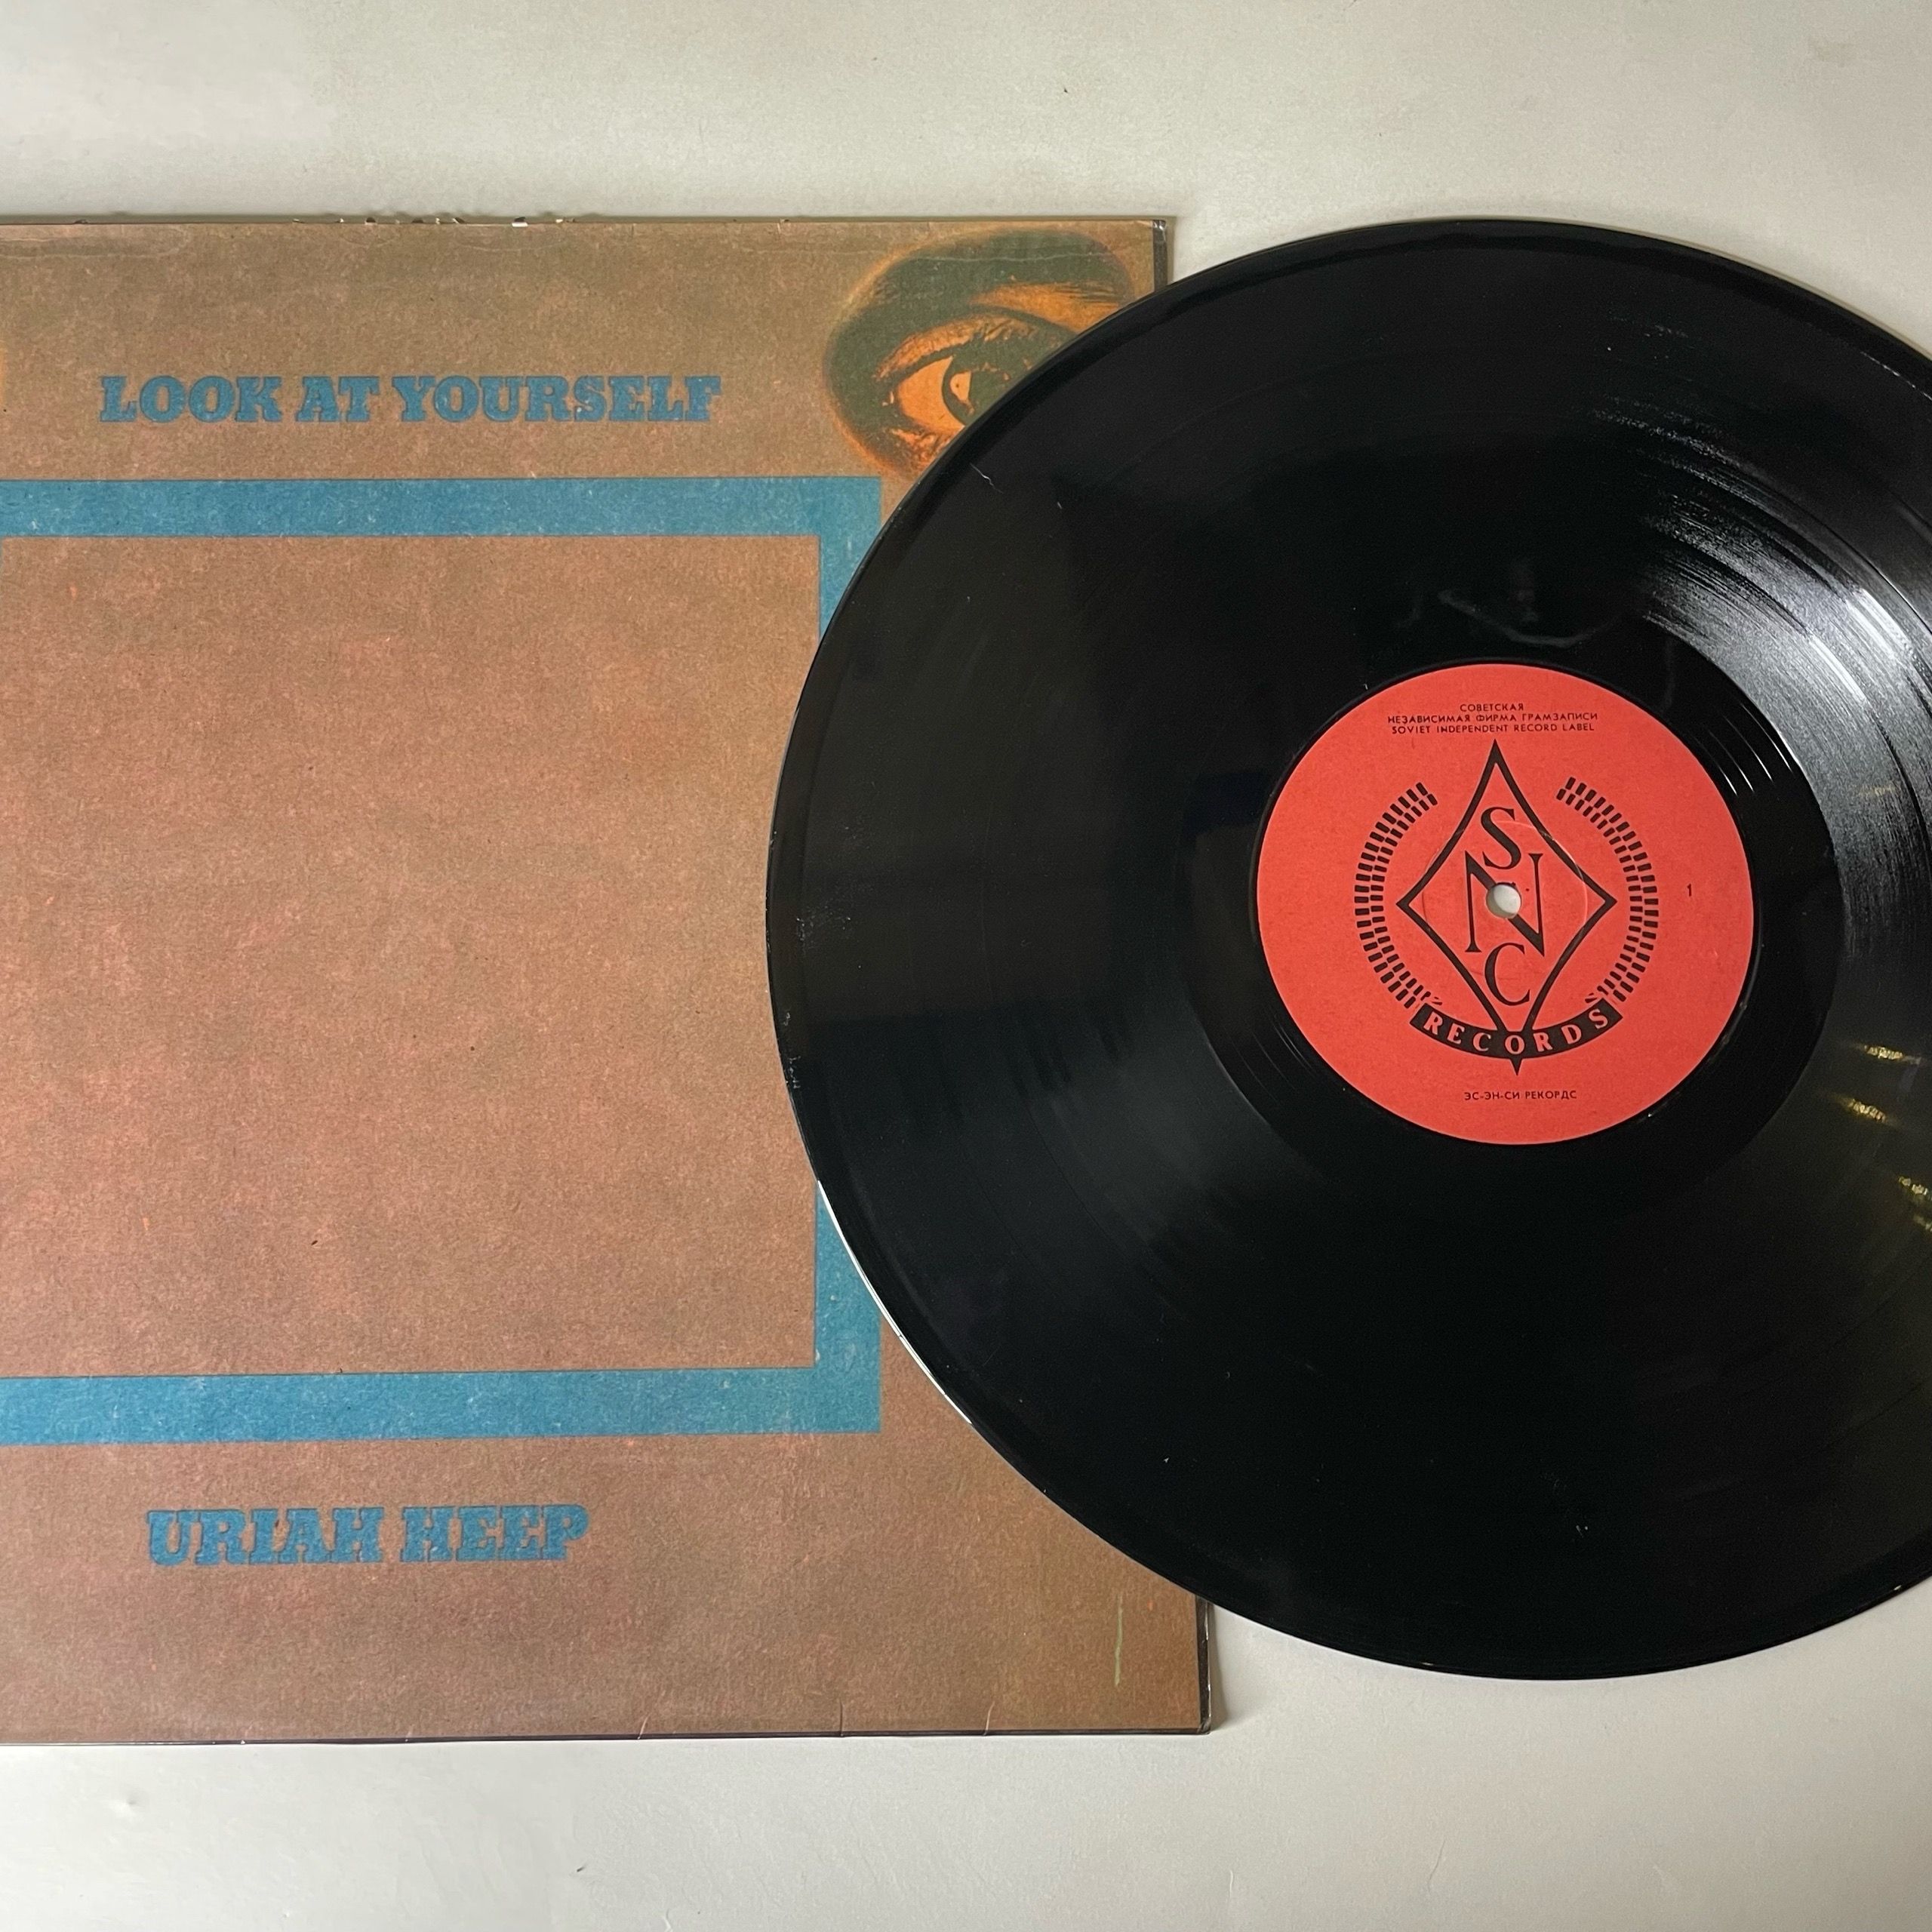 LOOK AT YOURSELF
URIAH HEEP
СОВЕТСКАЯ
НЕЗАВИСИМАЯ ФИРМА ГРАМЗАПИСИ
SOVIET INDEPENDENT RECORD LABEL
S
N
C
1
RECORDS
ЭС-ЭН-СИ РЕКОРДС